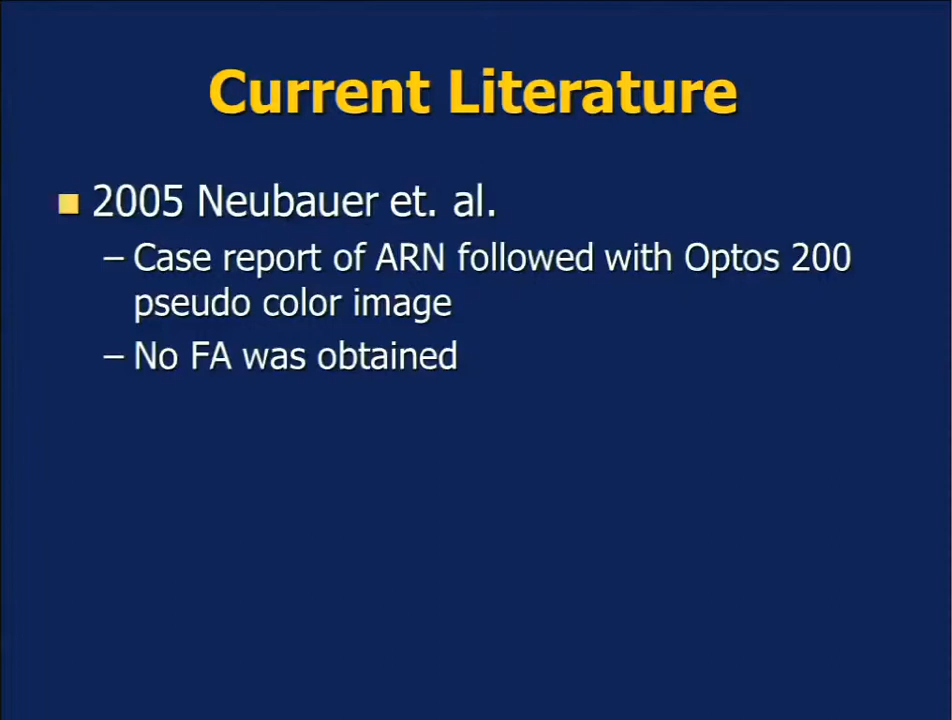 Current Literature
■ 2005 Neubauer et. al.
– Case report of ARN followed with Optos 200
pseudo color image
– No FA was obtained